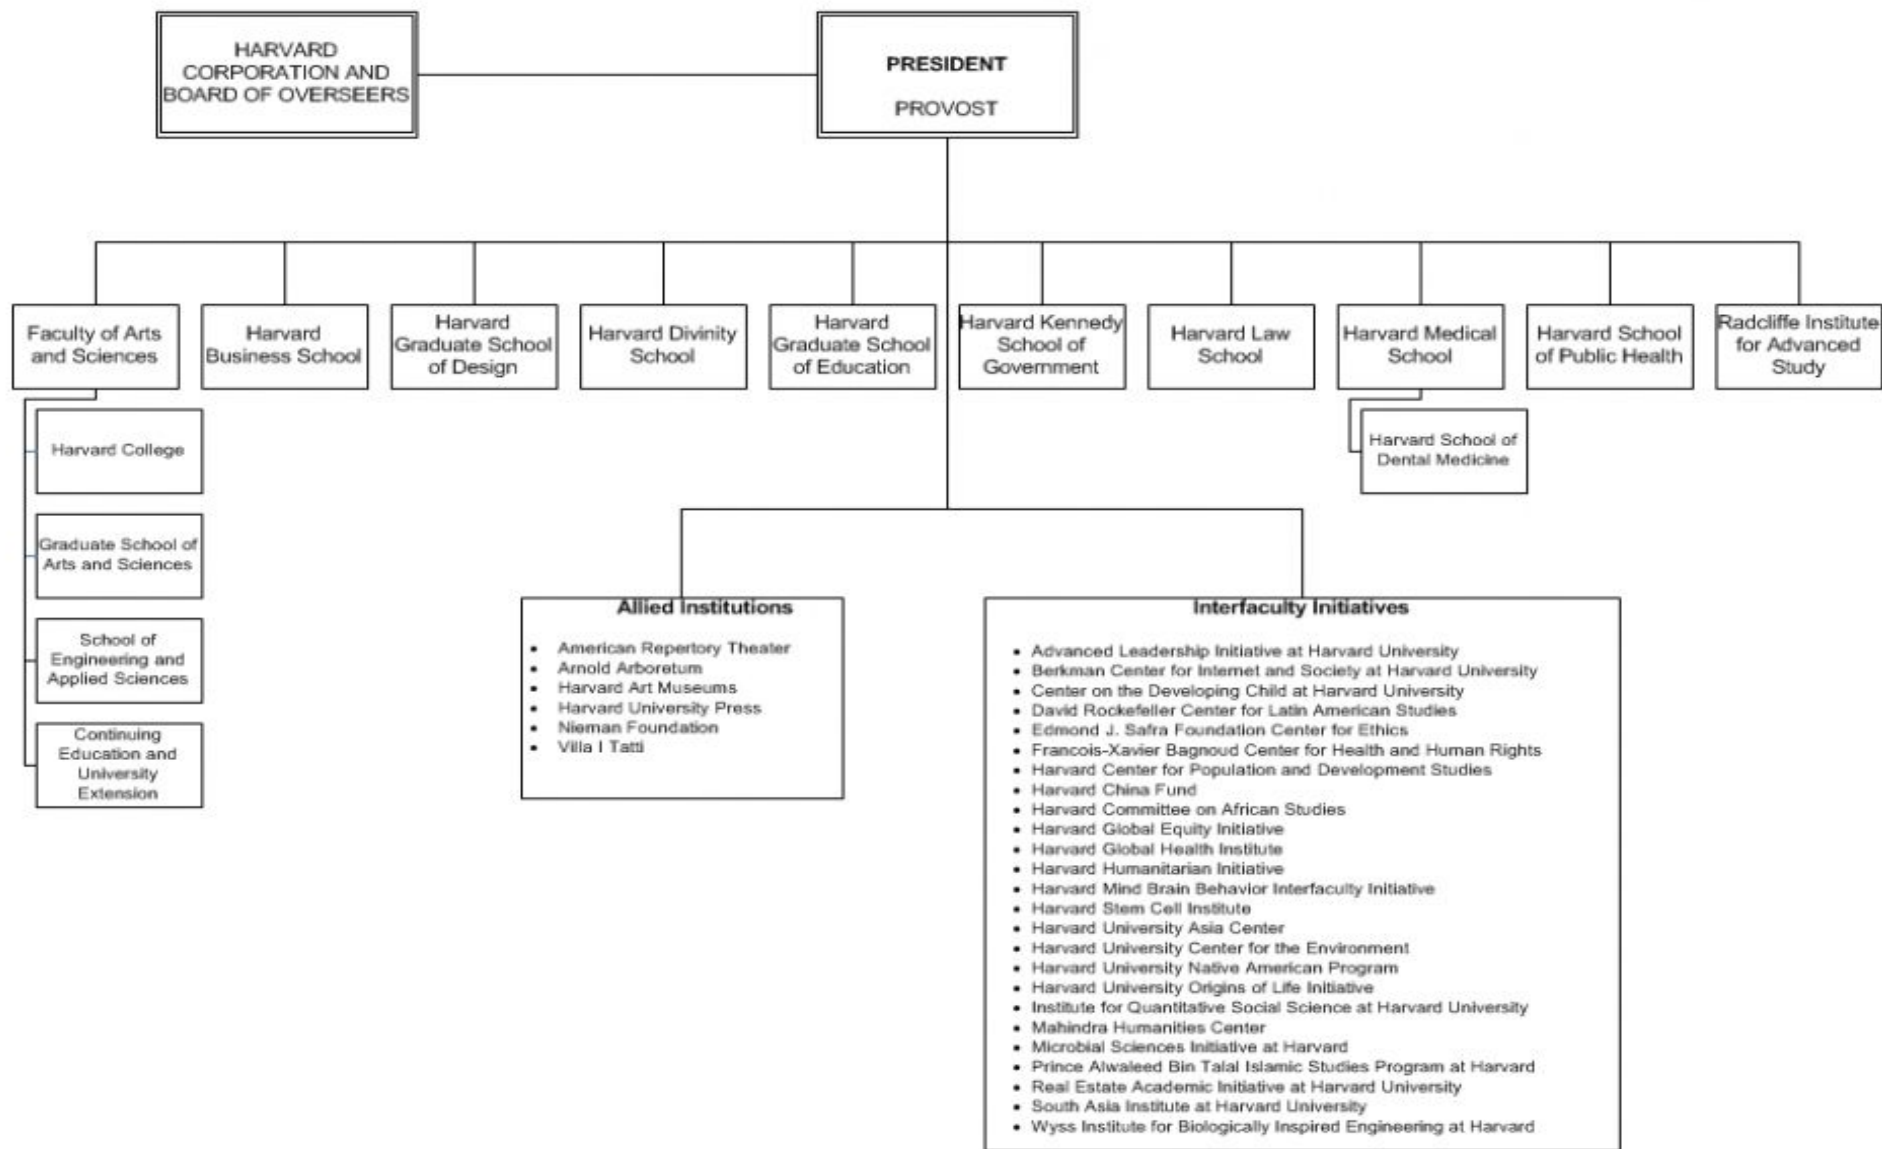 HARVARD
CORPORATION AND
BOARD OF OVERSEERS
PRESIDENT
PROVOST
Faculty of Arts
and Sciences
Harvard
Business School
Harvard
Graduate School
of Design
Harvard Divinity
School
Harvard
Graduate School
of Education
Harvard Kennedy
School of
Government
Harvard Law
School
Harvard Medical
School
Harvard School
of Public Health
Radcliffe Institute
for Advanced
Study
Harvard College
Graduate School of
Arts and Sciences
School of
Engineering and
Applied Sciences
Continuing
Education and
University
Extension
Harvard School of
Dental Medicine
Allied Institutions
• American Repertory Theater
• Arnold Arboretum
• Harvard Art Museums
• Harvard University Press
• Nieman Foundation
• Villa I Tatti
Interfaculty Initiatives
• Advanced Leadership Initiative at Harvard University
• Berkman Center for Internet and Society at Harvard University
• Center on the Developing Child at Harvard University
• David Rockefeller Center for Latin American Studies
• Edmond J. Safra Foundation Center for Ethics
• Francois-Xavier Bagnoud Center for Health and Human Rights
• Harvard Center for Population and Development Studies
• Harvard China Fund
• Harvard Committee on African Studies
• Harvard Global Equity Initiative
• Harvard Global Health Institute
• Harvard Humanitarian Initiative
• Harvard Mind Brain Behavior Interfaculty Initiative
• Harvard Stem Cell Institute
• Harvard University Asia Center
• Harvard University Center for the Environment
• Harvard University Native American Program
• Harvard University Origins of Life Initiative
• Institute for Quantitative Social Science at Harvard University
• Mahindra Humanities Center
• Microbial Sciences Initiative at Harvard
• Prince Alwaleed Bin Talal Islamic Studies Program at Harvard
• Real Estate Academic Initiative at Harvard University
• South Asia Institute at Harvard University
• Wyss Institute for Biologically Inspired Engineering at Harvard